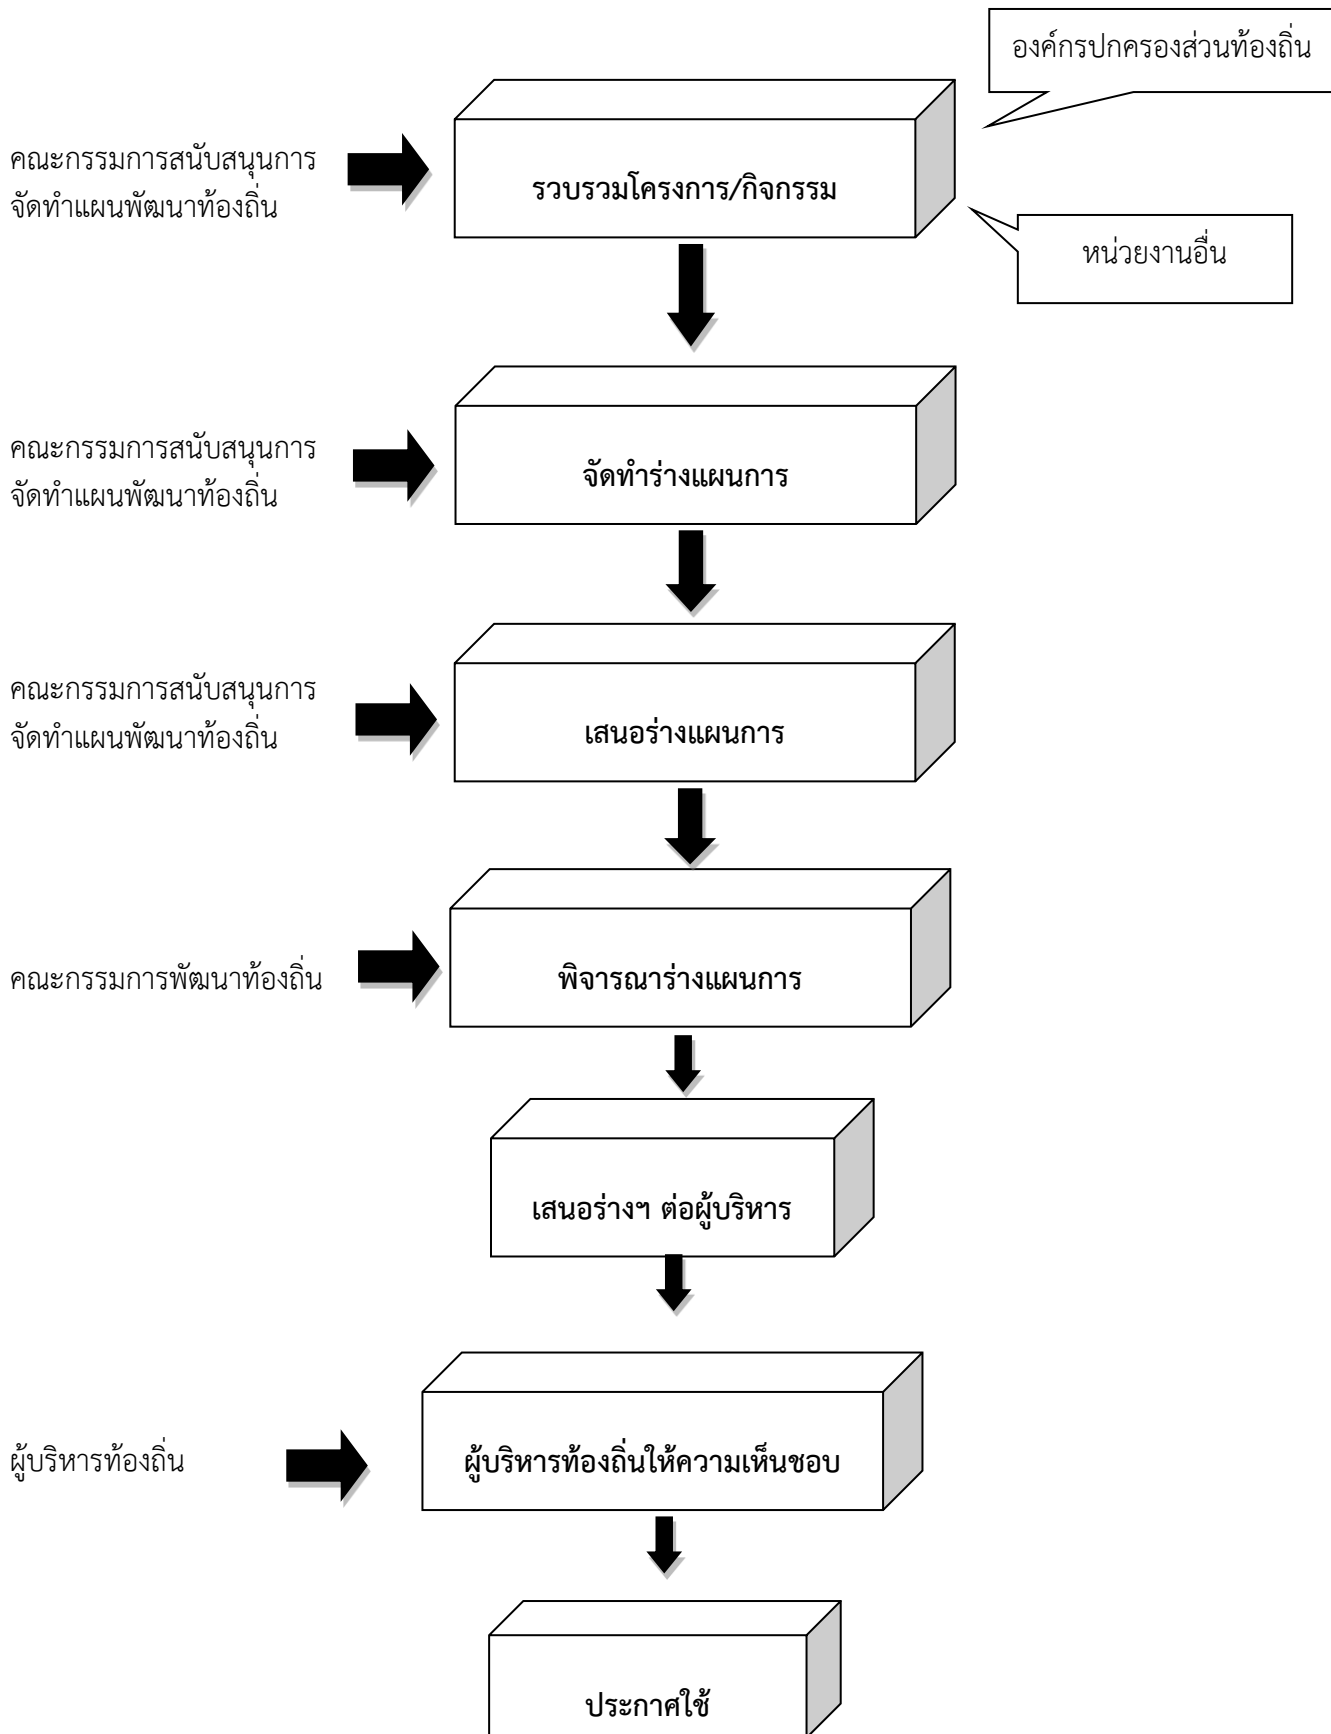 องค์กรปกครองส่วนท้องถิ่น
คณะกรรมการสนับสนุนการ
จัดทำแผนพัฒนาท้องถิ่น
รวบรวมโครงการ/กิจกรรม
หน่วยงานอื่น
คณะกรรมการสนับสนุนการ
จัดทำแผนพัฒนาท้องถิ่น
จัดทำร่างแผนการ
คณะกรรมการสนับสนุนการ
จัดทำแผนพัฒนาท้องถิ่น
เสนอร่างแผนการ
คณะกรรมการพัฒนาท้องถิ่น
พิจารณาร่างแผนการ
เสนอร่างฯ ต่อผู้บริหาร
ผู้บริหารท้องถิ่น
ผู้บริหารท้องถิ่นให้ความเห็นชอบ
ประกาศใช้